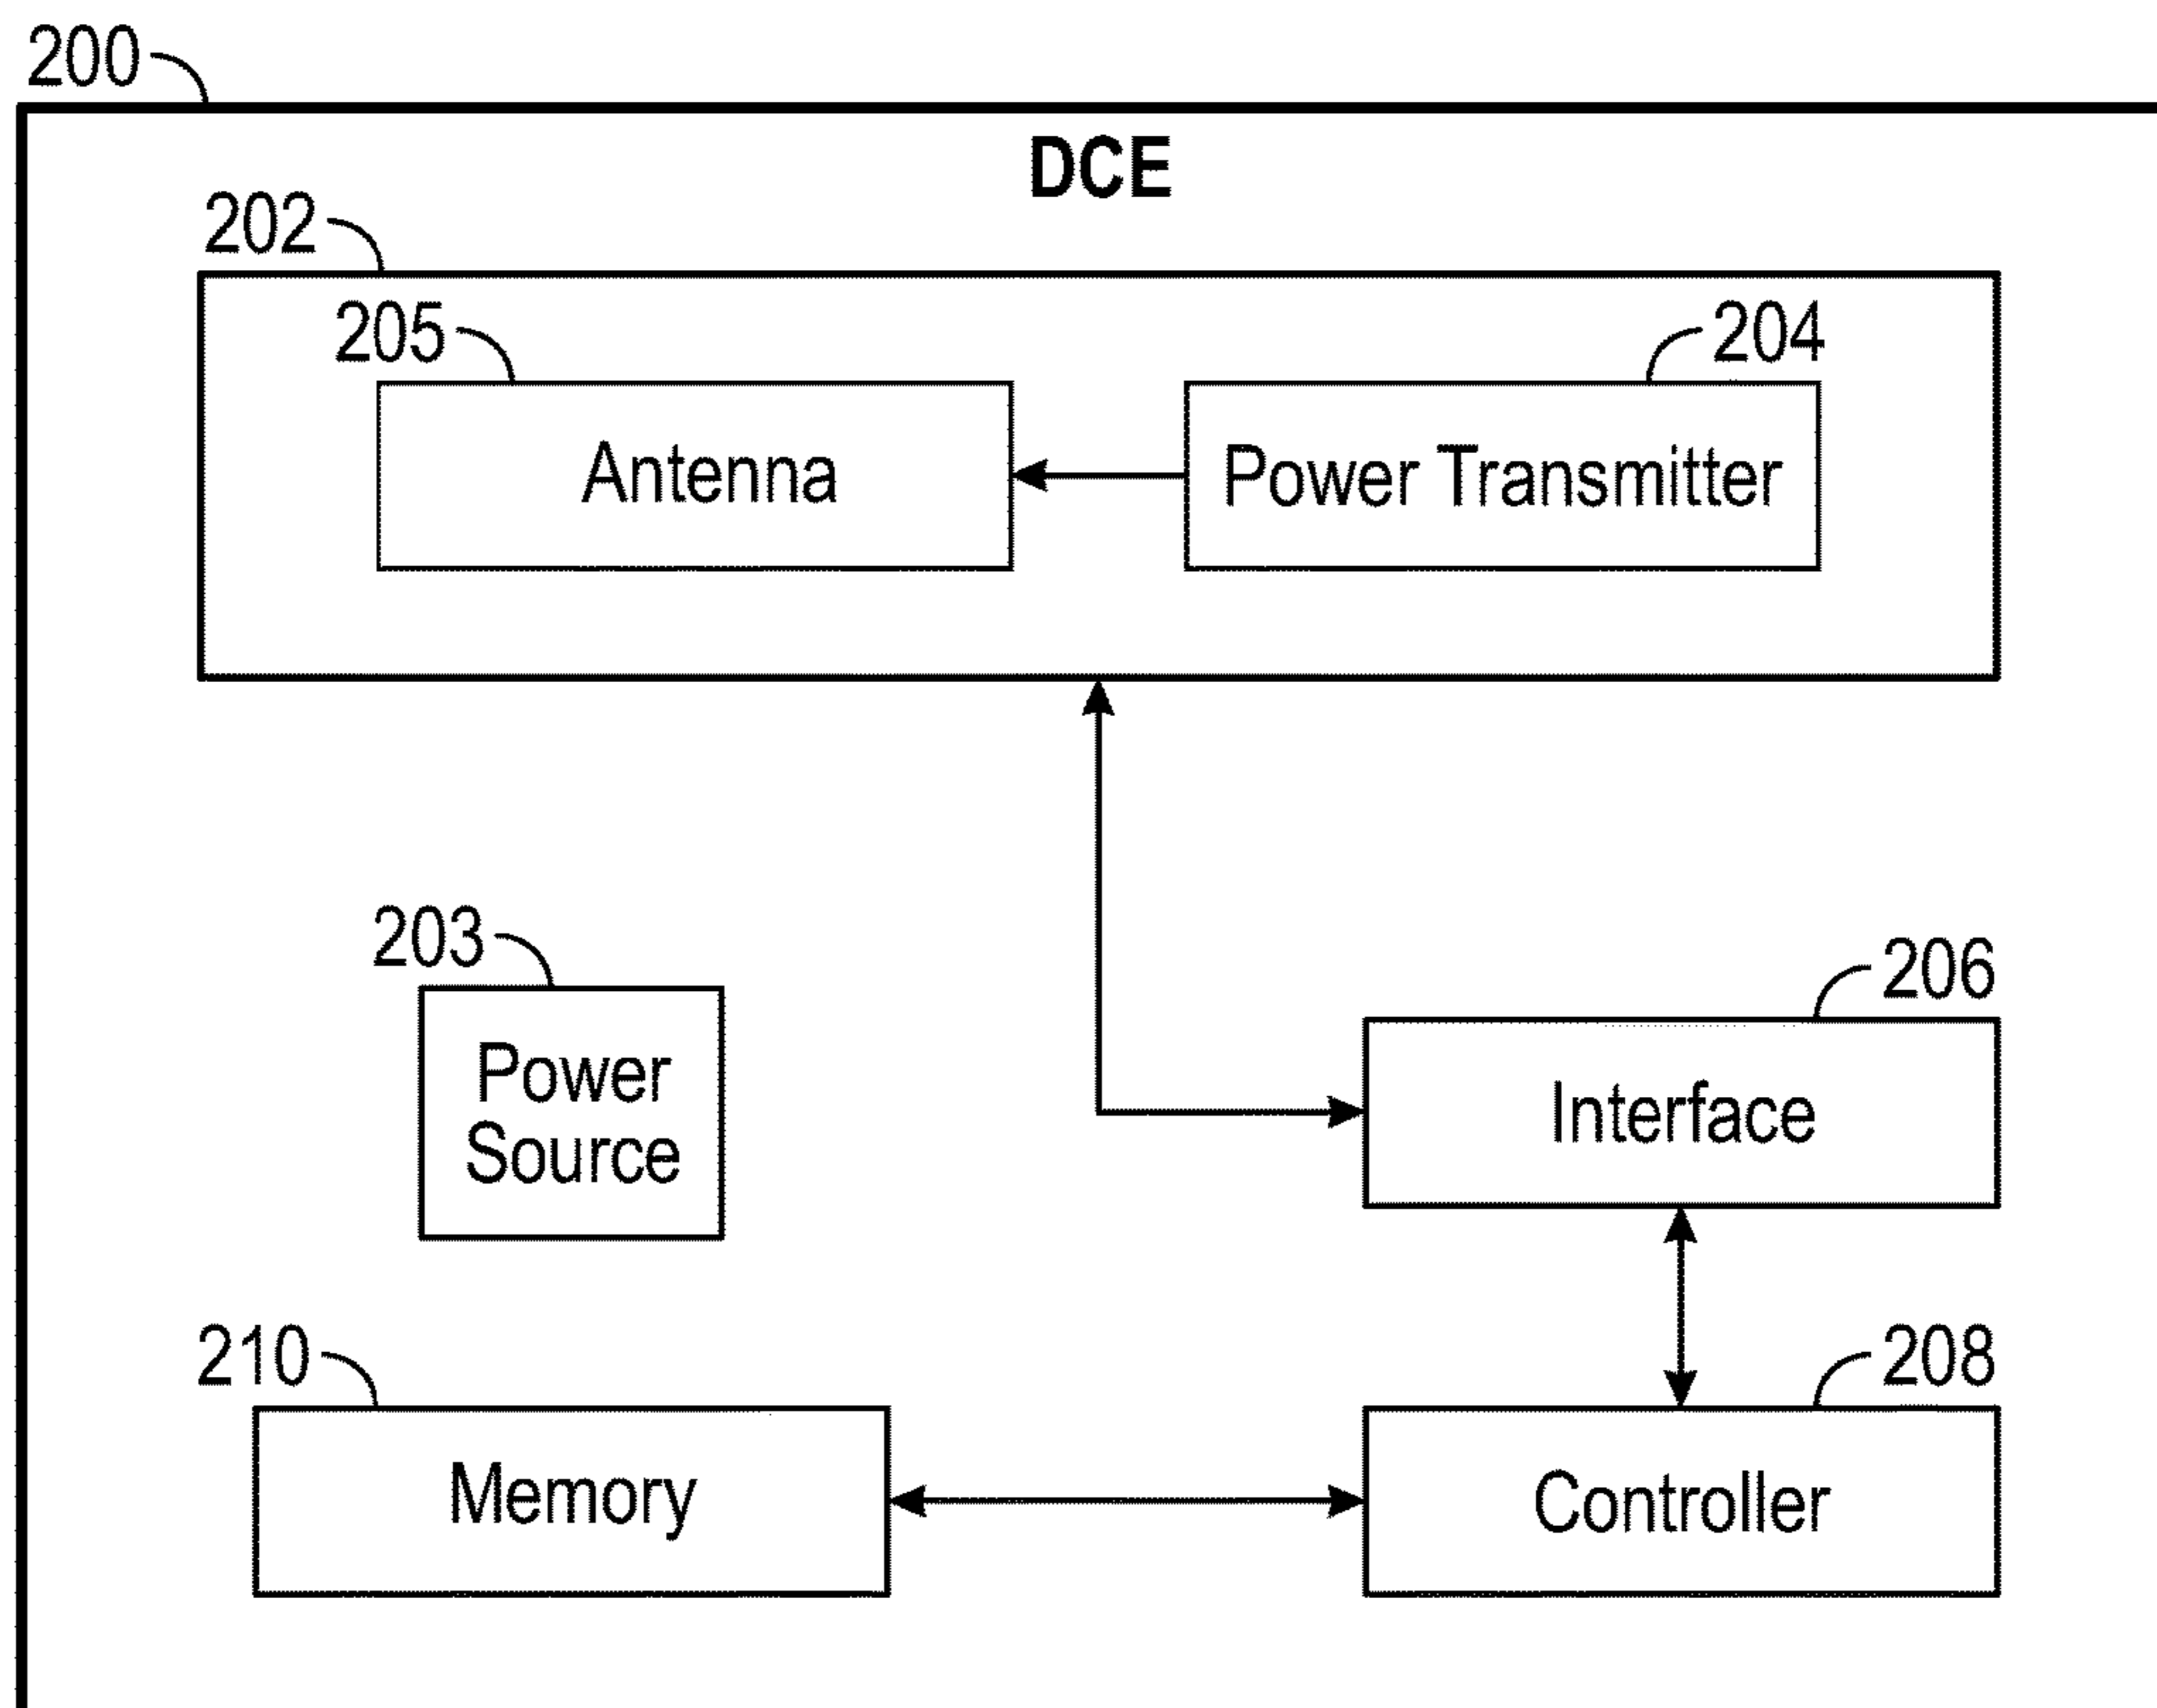 200
DCE
202
205
204
Antenna
Power Transmitter
203
206
Power
Source
Interface
210
208
Memory
Controller